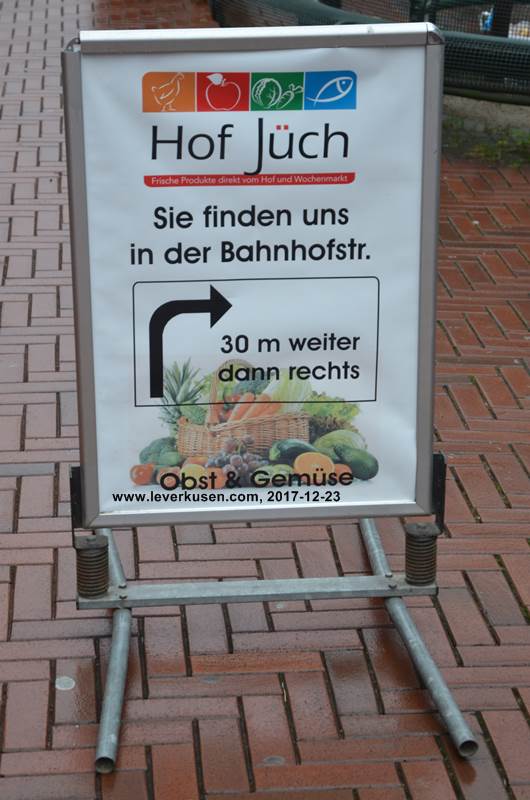 Hof Jüch
Frische Produkte direkt vom Hof und Wochenmarkt
Sie finden uns
in der Bahnhofstr.
30 m weiter
dann rechts
Obst & Gemüse
www.leverkusen.com, 2017-12-23